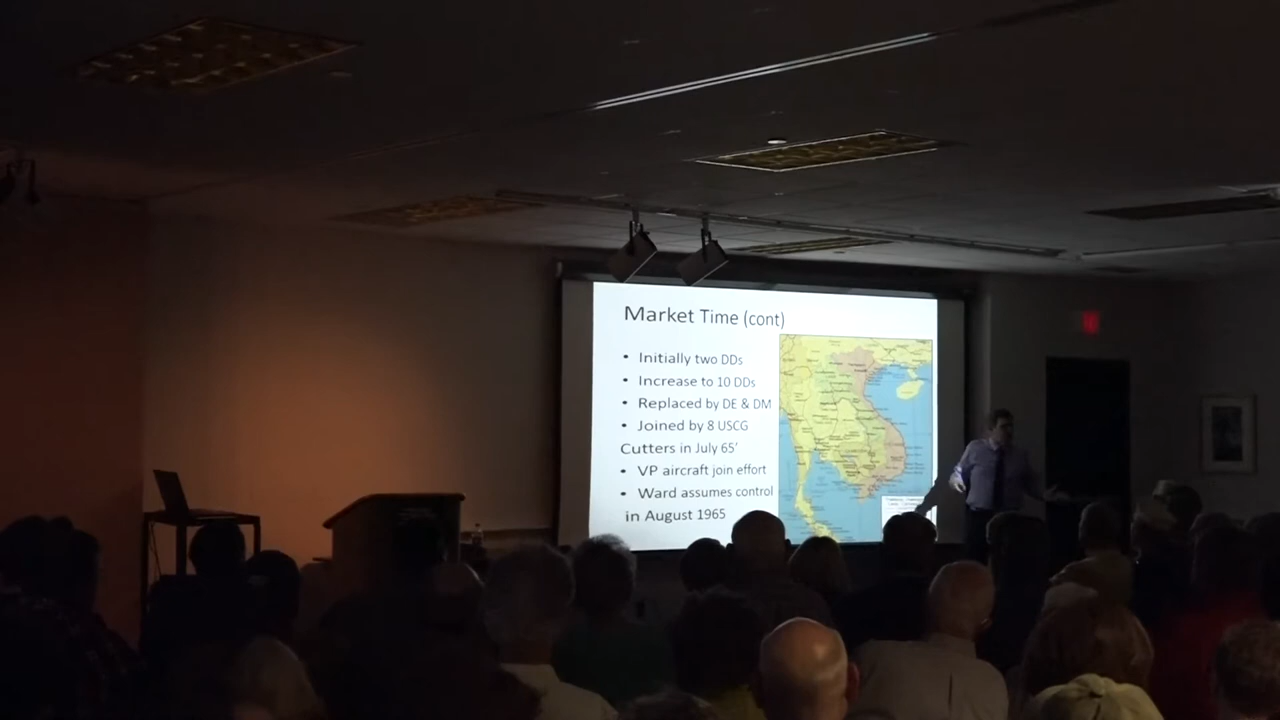 Market Time (cont)
• Initially two DDs
• Increase to 10 DDs
• Replaced by DE & DM
• Joined by 8 USCG
Cutters in July 65'
• VP aircraft join effort
• Ward assumes control
in August 1965